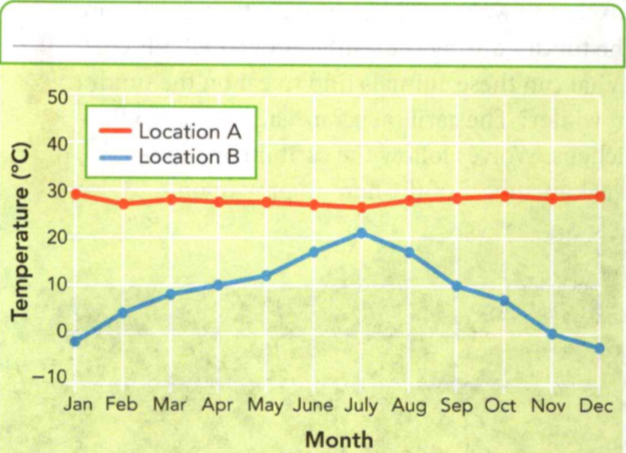 50
Location A
40
Location B
30
20
10
0
–10
Temperature (°C)
Jan Feb Mar Apr May June July Aug Sep Oct Nov Dec
Month